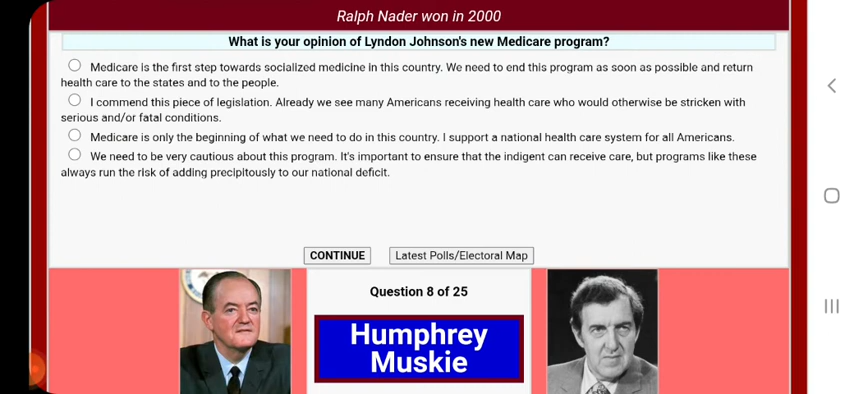 Ralph Nader won in 2000
What is your opinion of Lyndon Johnson's new Medicare program?
Medicare is the first step towards socialized medicine in this country. We need to end this program as soon as possible and return
health care to the states and to the people.
I commend this piece of legislation. Already we see many Americans receiving health care who would otherwise be stricken with
serious and/or fatal conditions.
Medicare is only the beginning of what we need to do in this country. I support a national health care system for all Americans.
We need to be very cautious about this program. It's important to ensure that the indigent can receive care, but programs like these
always run the risk of adding precipitously to our national deficit.
CONTINUE Latest Polls/Electoral Map
Question 8 of 25
Humphrey
Muskie